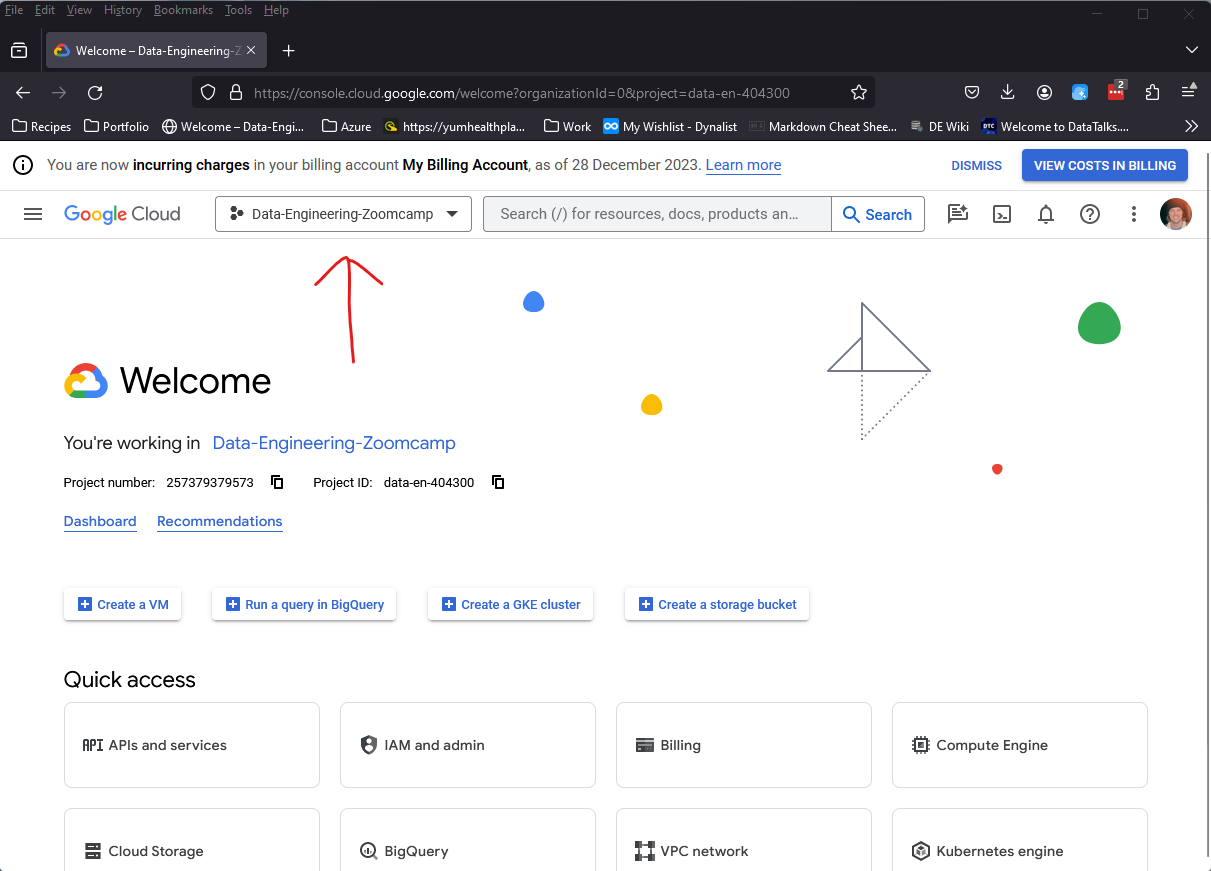 File Edit View History Bookmarks Tools Help
Welcome – Data-Engineering-Z
https://console.cloud.google.com/welcome?organizationId=0&project=data-en-404300
2
Recipes Portfolio Welcome – Data-Engi... Azure https://yumhealthpla... Work My Wishlist - Dynalist Markdown Cheat Shee... DE Wiki DTC Welcome to DataTalks....
You are now incurring charges in your billing account My Billing Account, as of 28 December 2023. Learn more DISMISS VIEW COSTS IN BILLING
Google Cloud Data-Engineering-Zoomcamp Search (/) for resources, docs, products an... Search
Welcome
You're working in Data-Engineering-Zoomcamp
Project number: 257379379573 Project ID: data-en-404300
Dashboard Recommendations
Create a VM Run a query in BigQuery Create a GKE cluster Create a storage bucket
Quick access
API APIs and services IAM and admin Billing Compute Engine
Cloud Storage BigQuery VPC network Kubernetes engine